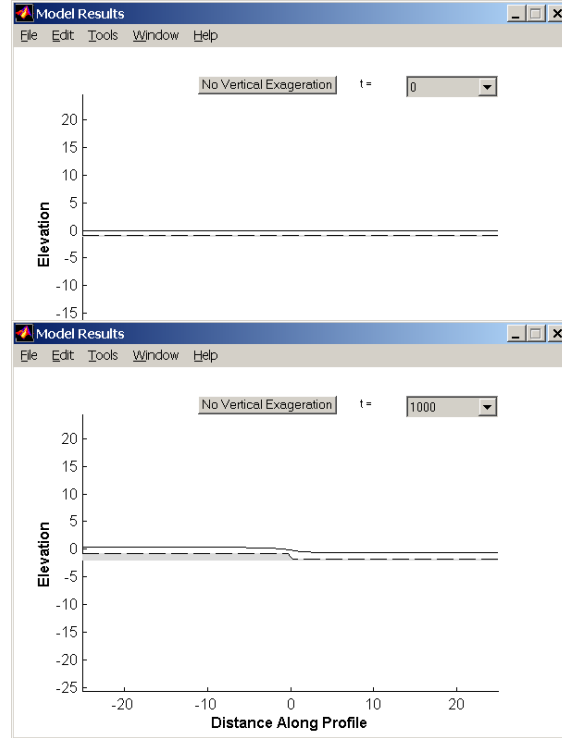 Model Results
File Edit Tools Window Help
No Vertical Exageration t = 0
20
15
10
5
0
-5
-10
-15
Elevation
Model Results
File Edit Tools Window Help
No Vertical Exageration t = 1000
20
15
10
5
0
-5
-10
-15
-20
-25
Elevation
-20 -10 0 10 20
Distance Along Profile